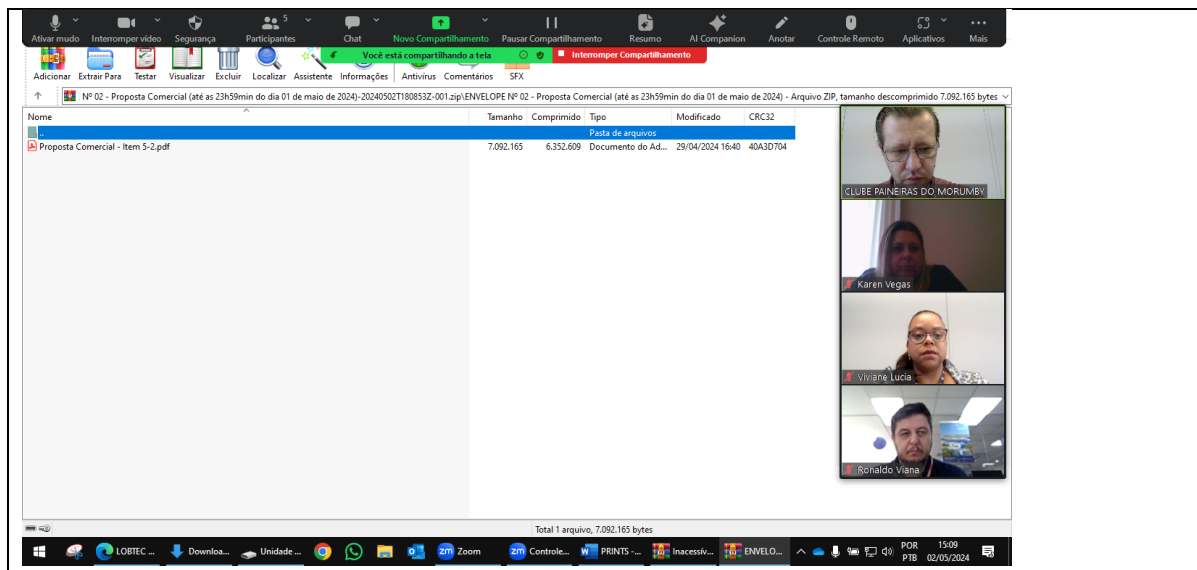 5
Ativar mudo Interromper vídeo Segurança Participantes Chat Novo Compartilhamento Pausar Compartilhamento Resumo AI Companion Anotar Controle Remoto Aplicativos Mais
Você está compartilhando a tela Interromper Compartilhamento
Adicionar Extrair Para Testar Visualizar Excluir Localizar Assistente Informações Antivírus Comentários SFX
Nº 02 - Proposta Comercial (até as 23h59min do dia 01 de maio de 2024)-20240502T180853Z-001.zip\ENVELOPE Nº 02 - Proposta Comercial (até as 23h59min do dia 01 de maio de 2024) - Arquivo ZIP, tamanho descomprimido 7.092.165 bytes
Nome Tamanho Comprimido Tipo Modificado CRC32
.. Pasta de arquivos
Proposta Comercial - Item 5-2.pdf 7.092.165 6.352.609 Documento do Ad... 29/04/2024 16:40 40A3D704
CLUBE PAINEIRAS DO MORUMBY
Karen Vegas
Viviane Lucia
Ronaldo Viana
Total 1 arquivo, 7.092.165 bytes
LOBTEC ... Downloa... Unidade ... zm Zoom zm Controle... PRINTS -... Inacessív... ENVELO... POR 15:09
PTB 02/05/2024